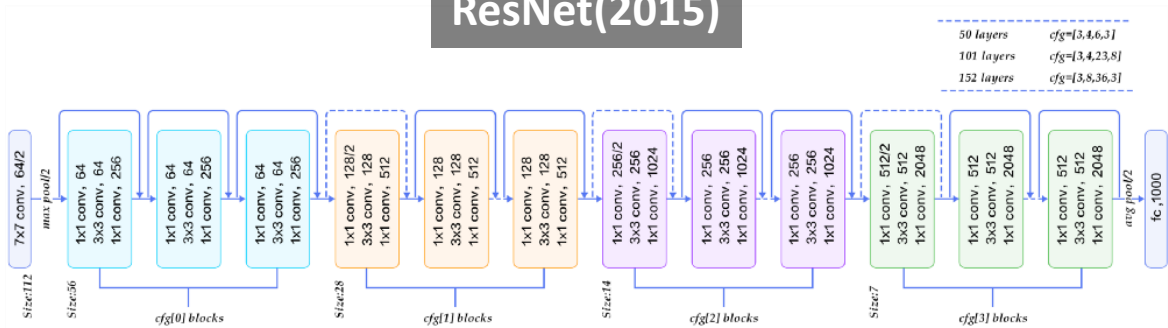 ResNet(2015)
50 layers cfg=[3,4,6,3]
101 layers cfg=[3,4,23,8]
152 layers cfg=[3,8,36,3]
7x7 conv, 64/2
max pool/2
1x1 conv, 64
3x3 conv, 64
1x1 conv, 256
1x1 conv, 64
3x3 conv, 64
1x1 conv, 256
1x1 conv, 64
3x3 conv, 64
1x1 conv, 256
1x1 conv, 128/2
3x3 conv, 128
1x1 conv, 512
1x1 conv, 128
3x3 conv, 128
1x1 conv, 512
1x1 conv, 128
3x3 conv, 128
1x1 conv, 512
1x1 conv, 256/2
3x3 conv, 256
1x1 conv, 1024
1x1 conv, 256
3x3 conv, 256
1x1 conv, 1024
1x1 conv, 256
3x3 conv, 256
1x1 conv, 1024
1x1 conv, 512/2
3x3 conv, 512
1x1 conv, 2048
1x1 conv, 512
3x3 conv, 512
1x1 conv, 2048
1x1 conv, 512
3x3 conv, 512
1x1 conv, 2048
avg pool/2
fc ,1000
Size:112
Size:56
Size:28
Size:14
Size:7
cfg[0] blocks
cfg[1] blocks
cfg[2] blocks
cfg[3] blocks